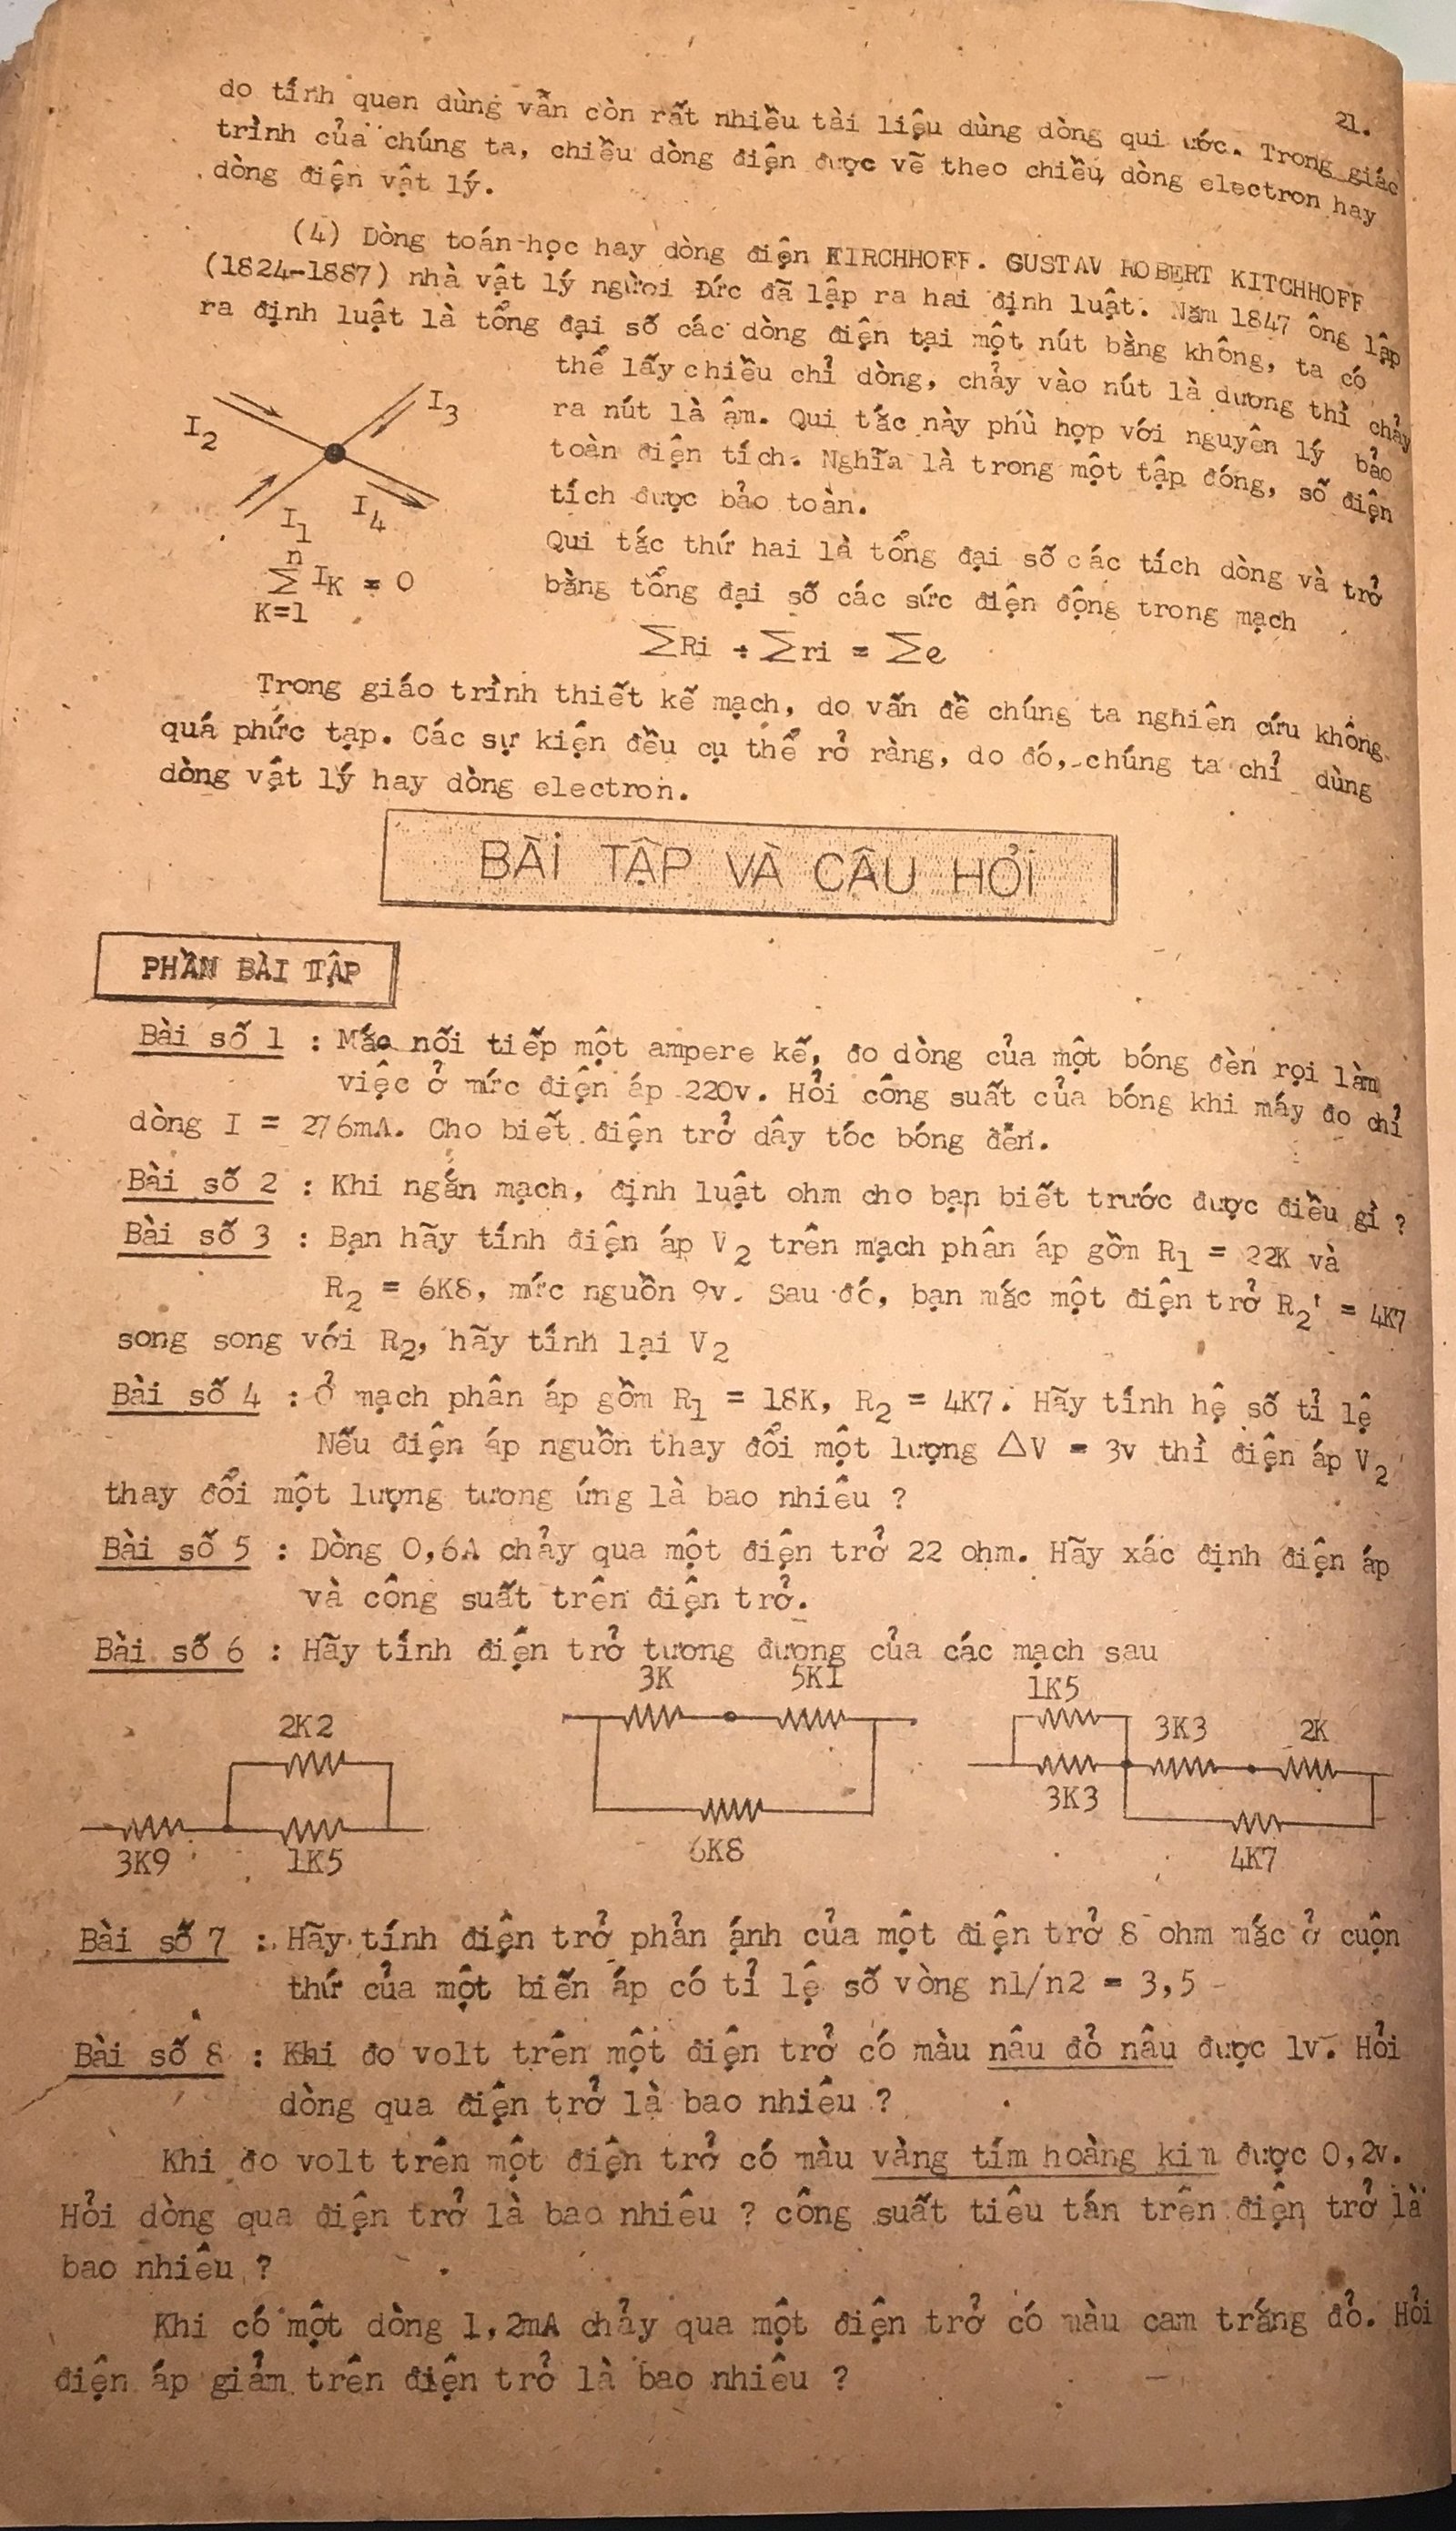 21.
do tính quen dùng vẫn còn rất nhiều tài liệu dùng dòng qui ước. Trong giáo
trình của chúng ta, chiều dòng điện được vẽ theo chiều dòng electron hay
dòng điện vật lý.
(4) Dòng toán-học hay dòng điện KIRCHHOFF. GUSTAV ROBERT KITCHHOFF
(1824-1887) nhà vật lý người Đức đã lập ra hai định luật. Năm 1847 ông lập
ra định luật là tổng đại số các dòng điện tại một nút bằng không, ta có
thể lấy chiều chỉ dòng, chảy vào nút là dương thì chảy
ra nút là âm. Qui tắc này phù hợp với nguyên lý bảo
toàn điện tích. Nghĩa là trong một tập đóng, số điện
tích được bảo toàn.
I2
I3
I1
I4
n
Σ IK = 0
K=1
Qui tắc thứ hai là tổng đại số các tích dòng và trở
bằng tổng đại số các sức điện động trong mạch
ΣRi + Σri = Σe
Trong giáo trình thiết kế mạch, do vấn đề chúng ta nghiên cứu không
quá phức tạp. Các sự kiện đều cụ thể rỏ ràng, do đó, chúng ta chỉ dùng
dòng vật lý hay dòng electron.
BÀI TẬP VÀ CÂU HỎI
PHẦN BÀI TẬP
Bài số 1 : Mắc nối tiếp một ampere kế, đo dòng của một bóng đèn rọi làm
việc ở mức điện áp 220v. Hỏi công suất của bóng khi máy đo chỉ
dòng I = 276mA. Cho biết điện trở dây tóc bóng đèn.
Bài số 2 : Khi ngắn mạch, định luật ohm cho bạn biết trước được điều gì ?
Bài số 3 : Bạn hãy tính điện áp V2 trên mạch phân áp gồm R1 = 22K và
R2 = 6K8, mức nguồn 9v. Sau đó, bạn mắc một điện trở R2' = 4K7
song song với R2, hãy tính lại V2
Bài số 4 : Ở mạch phân áp gồm R1 = 18K, R2 = 4K7. Hãy tính hệ số tỉ lệ
Nếu điện áp nguồn thay đổi một lượng △V = 3v thì điện áp V2
thay đổi một lượng tương ứng là bao nhiêu ?
Bài số 5 : Dòng 0,6A chảy qua một điện trở 22 ohm. Hãy xác định điện áp
và công suất trên điện trở.
Bài số 6 : Hãy tính điện trở tương đương của các mạch sau
2K2
3K9
1K5
3K
5K1
6K8
1K5
3K3
2K
3K3
4K7
Bài số 7 : Hãy tính điện trở phản ánh của một điện trở 8 ohm mắc ở cuộn
thứ của một biến áp có tỉ lệ số vòng n1/n2 = 3,5
Bài số 8 : Khi đo volt trên một điện trở có màu nâu đỏ nâu được 1v. Hỏi
dòng qua điện trở là bao nhiêu ?
Khi đo volt trên một điện trở có màu vàng tím hoàng kim được 0,2v.
Hỏi dòng qua điện trở là bao nhiêu ? công suất tiêu tán trên điện trở là
bao nhiêu ?
Khi có một dòng 1,2mA chảy qua một điện trở có màu cam trắng đỏ. Hỏi
điện áp giảm trên điện trở là bao nhiêu ?